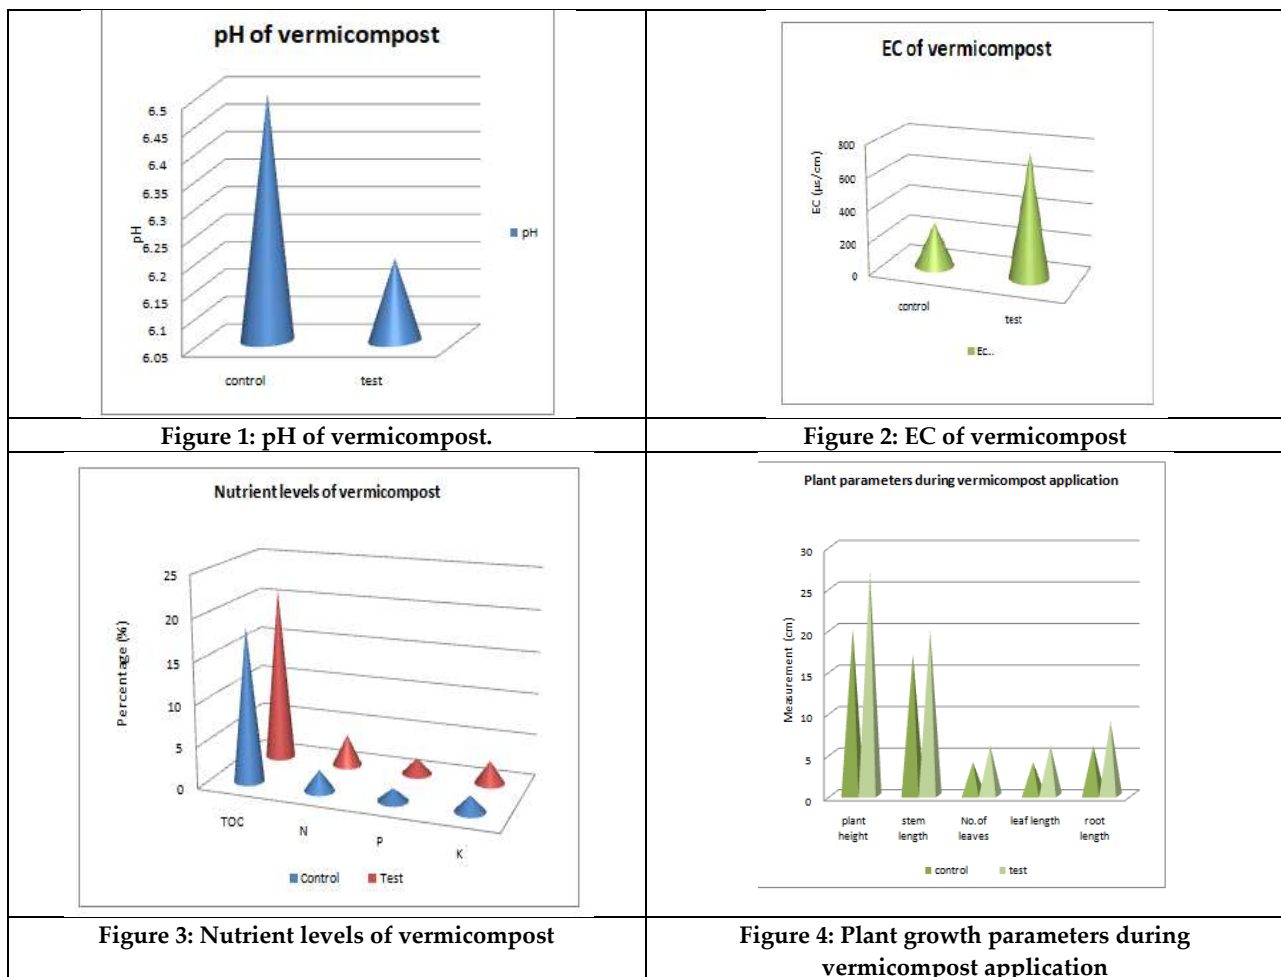 pH of vermicompost
6.5
6.45
6.4
6.35
6.3
6.25
6.2
6.15
6.1
6.05
pH
control
test
pH
EC of vermicompost
800
600
400
200
0
EC (µs/cm)
control
test
Ec..
Figure 1: pH of vermicompost.
Figure 2: EC of vermicompost
Nutrient levels of vermicompost
25
20
15
10
5
0
Percentage (%)
TOC
N
P
K
Control
Test
Plant parameters during vermicompost application
30
25
20
15
10
5
0
Measurement (cm)
plant
height
stem
length
No.of
leaves
leaf length
root
length
control
test
Figure 3: Nutrient levels of vermicompost
Figure 4: Plant growth parameters during
vermicompost application